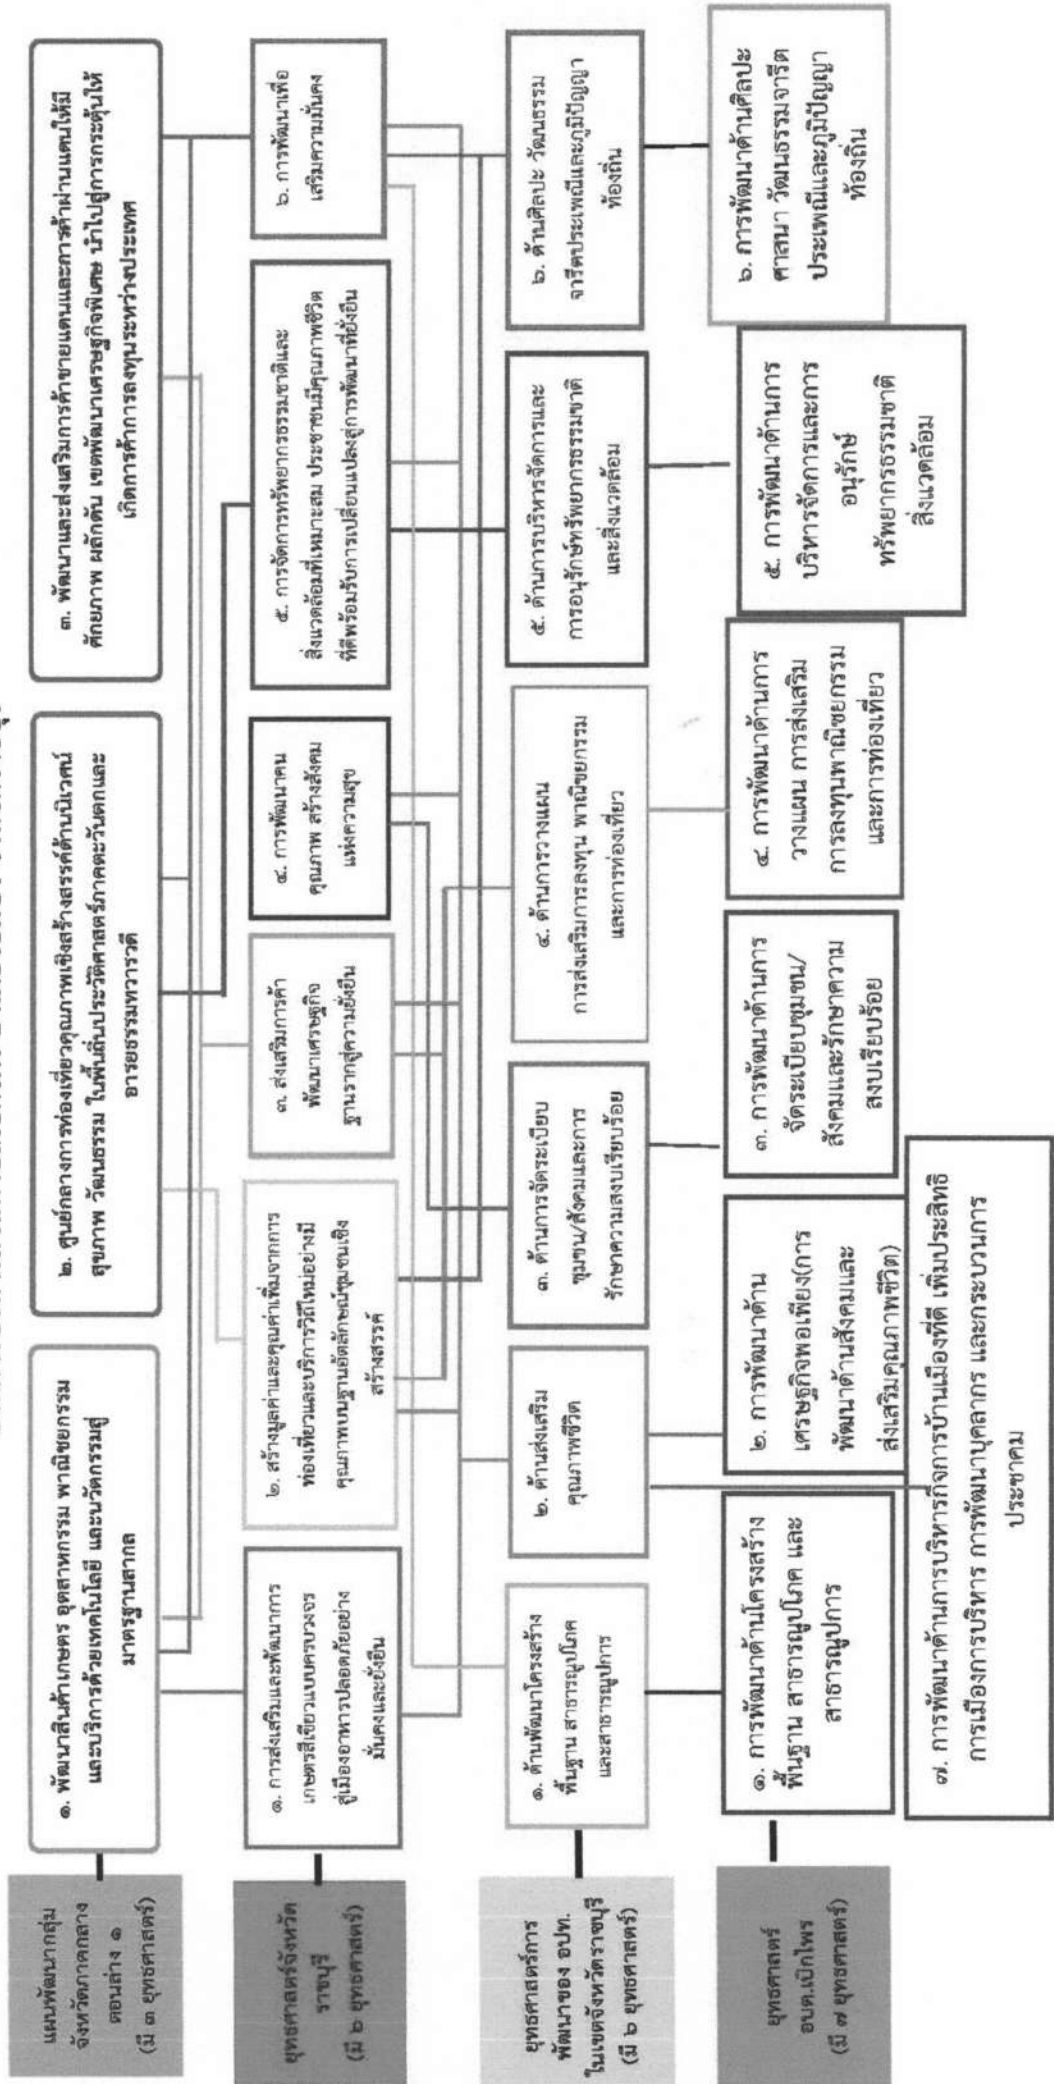 แผนพัฒนากลุ่ม
จังหวัดภาคกลาง
ตอนล่าง ๑
(มี ๓ ยุทธศาสตร์)
๑. พัฒนาสินค้าเกษตร อุตสาหกรรม พาณิชยกรรม
และบริการด้วยเทคโนโลยี และนวัตกรรมสู่
มาตรฐานสากล
๒. ศูนย์กลางการท่องเที่ยวคุณภาพเชิงสร้างสรรค์ด้านนิเวศน์
สุขภาพ วัฒนธรรม ในพื้นถิ่นประวัติศาสตร์ภาคตะวันตกและ
อารยธรรมทวารวดี
๓. พัฒนาและส่งเสริมการค้าชายแดนและการค้าผ่านแดนให้มี
ศักยภาพ ผลักดัน เขตพัฒนาเศรษฐกิจพิเศษ นำไปสู่การกระตุ้นให้
เกิดการค้าการลงทุนระหว่างประเทศ
ยุทธศาสตร์จังหวัด
ราชบุรี
(มี ๖ ยุทธศาสตร์)
๑. การส่งเสริมและพัฒนาการ
เกษตรสีเขียวแบบครบวงจร
สู่เมืองอาหารปลอดภัยอย่าง
มั่นคงและยั่งยืน
๒. สร้างมูลค่าและคุณค่าเพิ่มจากการ
ท่องเที่ยวและบริการวิถีใหม่อย่างมี
คุณภาพบนฐานอัตลักษณ์ชุมชนเชิง
สร้างสรรค์
๓. ส่งเสริมการค้า
พัฒนาเศรษฐกิจ
ฐานรากสู่ความยั่งยืน
๔. การพัฒนาคน
คุณภาพ สร้างสังคม
แห่งความสุข
๕. การจัดการทรัพยากรธรรมชาติและ
สิ่งแวดล้อมที่เหมาะสม ประชาชนมีคุณภาพชีวิต
ที่ดีพร้อมรับการเปลี่ยนแปลงสู่การพัฒนาที่ยั่งยืน
๖. การพัฒนาเพื่อ
เสริมความมั่นคง
ยุทธศาสตร์การ
พัฒนาของ อปท.
ในเขตจังหวัดราชบุรี
(มี ๖ ยุทธศาสตร์)
๑. ด้านพัฒนาโครงสร้าง
พื้นฐาน สาธารณูปโภค
และสาธารณูปการ
๒. ด้านส่งเสริม
คุณภาพชีวิต
๓. ด้านการจัดระเบียบ
ชุมชน/สังคมและการ
รักษาความสงบเรียบร้อย
๔. ด้านการวางแผน
การส่งเสริมการลงทุน พาณิชยกรรม
และการท่องเที่ยว
๕. ด้านการบริหารจัดการและ
การอนุรักษ์ทรัพยากรธรรมชาติ
และสิ่งแวดล้อม
๖. ด้านศิลปะ วัฒนธรรม
จารีตประเพณีและภูมิปัญญา
ท้องถิ่น
ยุทธศาสตร์
อบต.เบิกไพร
(มี ๗ ยุทธศาสตร์)
๑. การพัฒนาด้านโครงสร้าง
พื้นฐาน สาธารณูปโภค และ
สาธารณูปการ
๒. การพัฒนาด้าน
เศรษฐกิจพอเพียง(การ
พัฒนาด้านสังคมและ
ส่งเสริมคุณภาพชีวิต)
๓. การพัฒนาด้านการ
จัดระเบียบชุมชน/
สังคมและรักษาความ
สงบเรียบร้อย
๔. การพัฒนาด้านการ
วางแผน การส่งเสริม
การลงทุนพาณิชยกรรม
และการท่องเที่ยว
๕. การพัฒนาด้านการ
บริหารจัดการและการ
อนุรักษ์
ทรัพยากรธรรมชาติ
สิ่งแวดล้อม
๖. การพัฒนาด้านศิลปะ
ศาสนา วัฒนธรรมจารีต
ประเพณีและภูมิปัญญา
ท้องถิ่น
๗. การพัฒนาด้านการบริหารกิจการบ้านเมืองที่ดี เพิ่มประสิทธิ
การเมืองการบริหาร การพัฒนาบุคลากร และกระบวนการ
ประชาคม